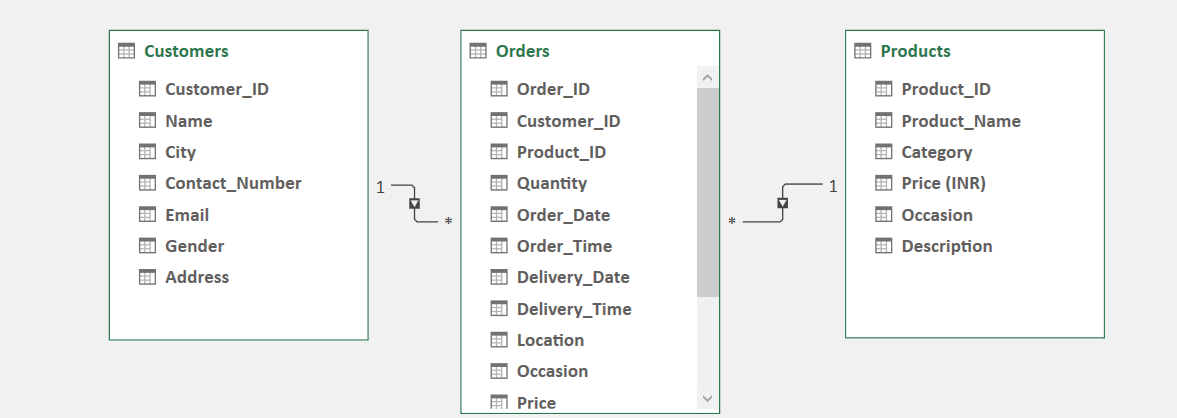 Customers
Customer_ID
Name
City
Contact_Number
Email
Gender
Address
1
*
Orders
Order_ID
Customer_ID
Product_ID
Quantity
Order_Date
Order_Time
Delivery_Date
Delivery_Time
Location
Occasion
Price
*
1
Products
Product_ID
Product_Name
Category
Price (INR)
Occasion
Description